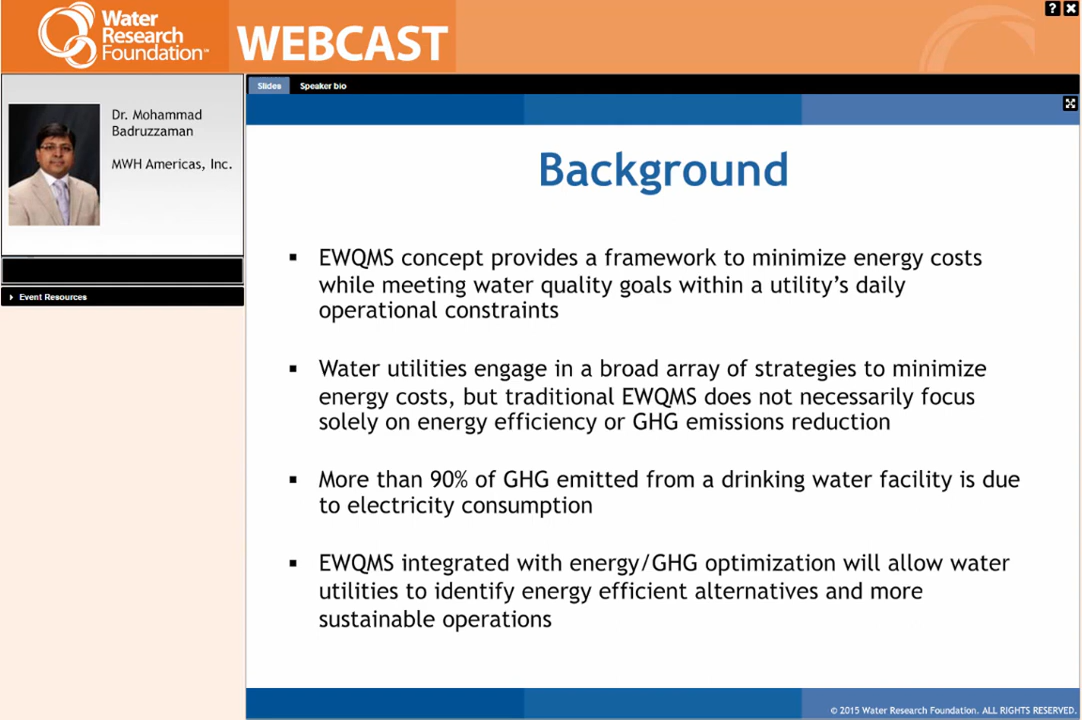 Water
Research
Foundation™
WEBCAST
? X
Dr. Mohammad
Badruzzaman
MWH Americas, Inc.
Event Resources
Slides Speaker bio
Background
▪ EWQMS concept provides a framework to minimize energy costs
while meeting water quality goals within a utility’s daily
operational constraints
▪ Water utilities engage in a broad array of strategies to minimize
energy costs, but traditional EWQMS does not necessarily focus
solely on energy efficiency or GHG emissions reduction
▪ More than 90% of GHG emitted from a drinking water facility is due
to electricity consumption
▪ EWQMS integrated with energy/GHG optimization will allow water
utilities to identify energy efficient alternatives and more
sustainable operations
© 2015 Water Research Foundation. ALL RIGHTS RESERVED.